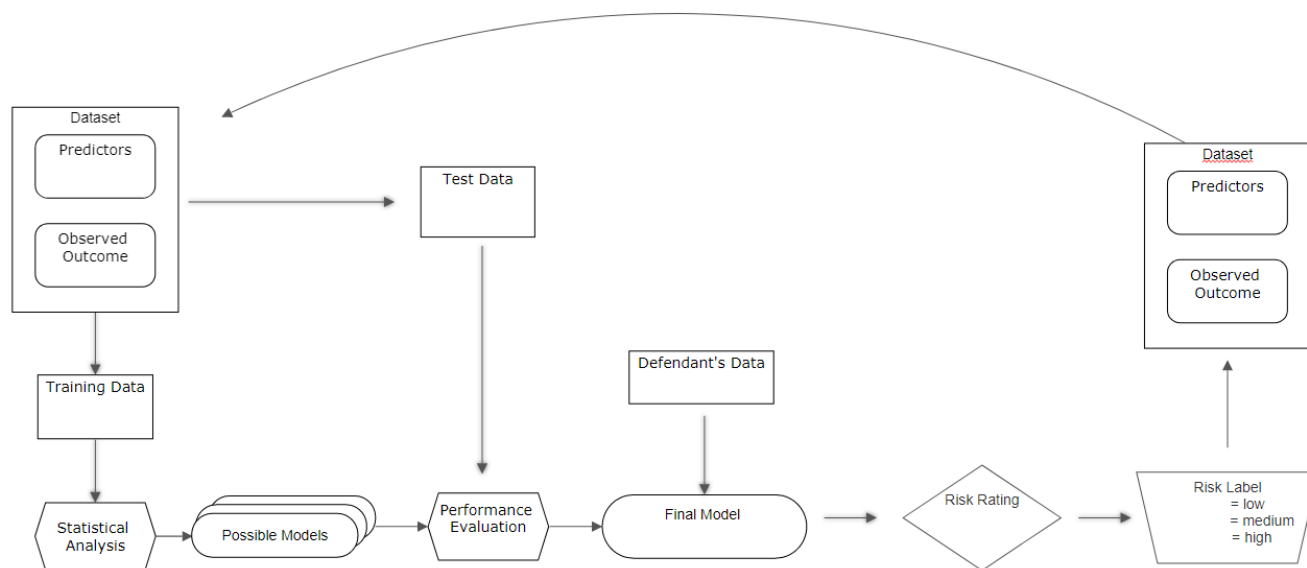 Dataset
Predictors
Observed
Outcome
Test Data
Dataset
Predictors
Observed
Outcome
Training Data
Defendant's Data
Statistical
Analysis
Possible Models
Performance
Evaluation
Final Model
Risk Rating
Risk Label
= low
= medium
= high